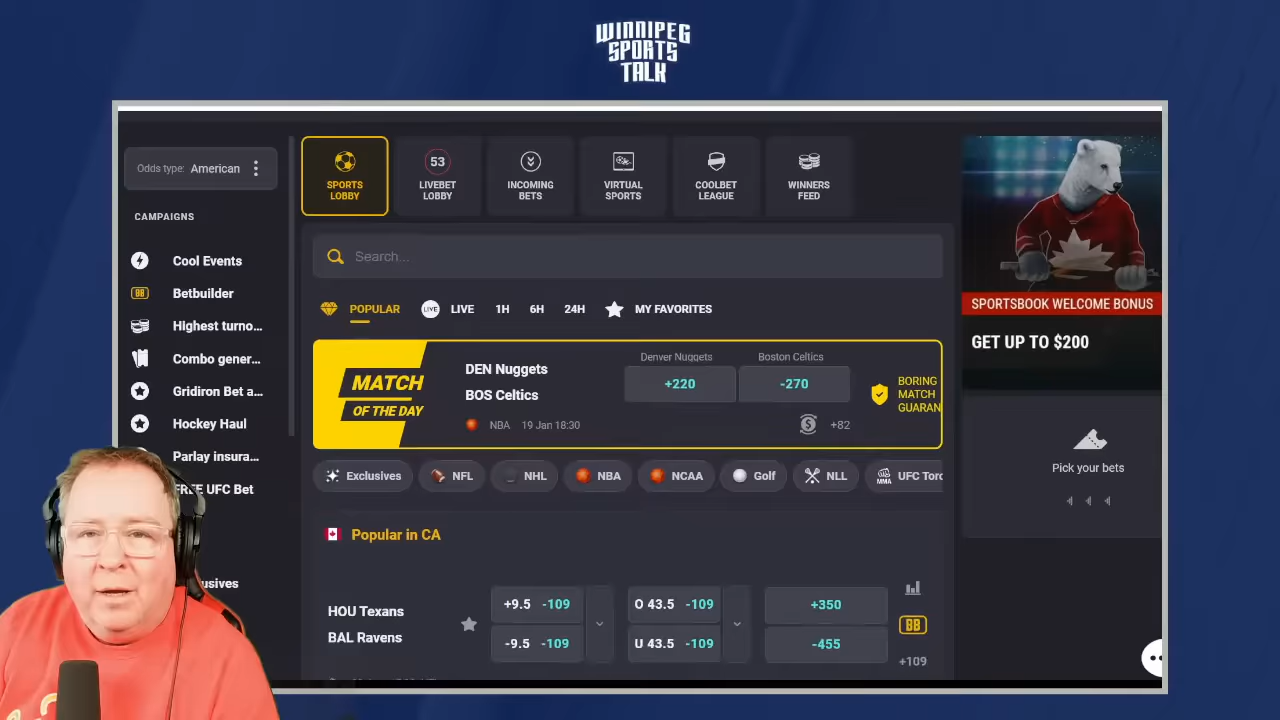 WINNIPEG
SPORTS
TALK
Odds type: American
CAMPAIGNS
Cool Events
Betbuilder
Highest turno...
Combo gener...
Gridiron Bet a...
Hockey Haul
Parlay insura...
FREE UFC Bet
usives
SPORTS
LOBBY
53
LIVEBET
LOBBY
INCOMING
BETS
VIRTUAL
SPORTS
COOLBET
LEAGUE
WINNERS
FEED
Search...
POPULAR
LIVE
LIVE
1H
6H
24H
MY FAVORITES
MATCH
OF THE DAY
DEN Nuggets
BOS Celtics
NBA 19 Jan 18:30
Denver Nuggets
+220
Boston Celtics
-270
+82
BORING
MATCH
GUARAN
Exclusives
NFL
NHL
NBA
NCAA
Golf
NLL
MMA
UFC Toro
Popular in CA
HOU Texans
BAL Ravens
+9.5 -109
-9.5 -109
O 43.5 -109
U 43.5 -109
+350
-455
BB
+109
SPORTSBOOK WELCOME BONUS
GET UP TO $200
Pick your bets